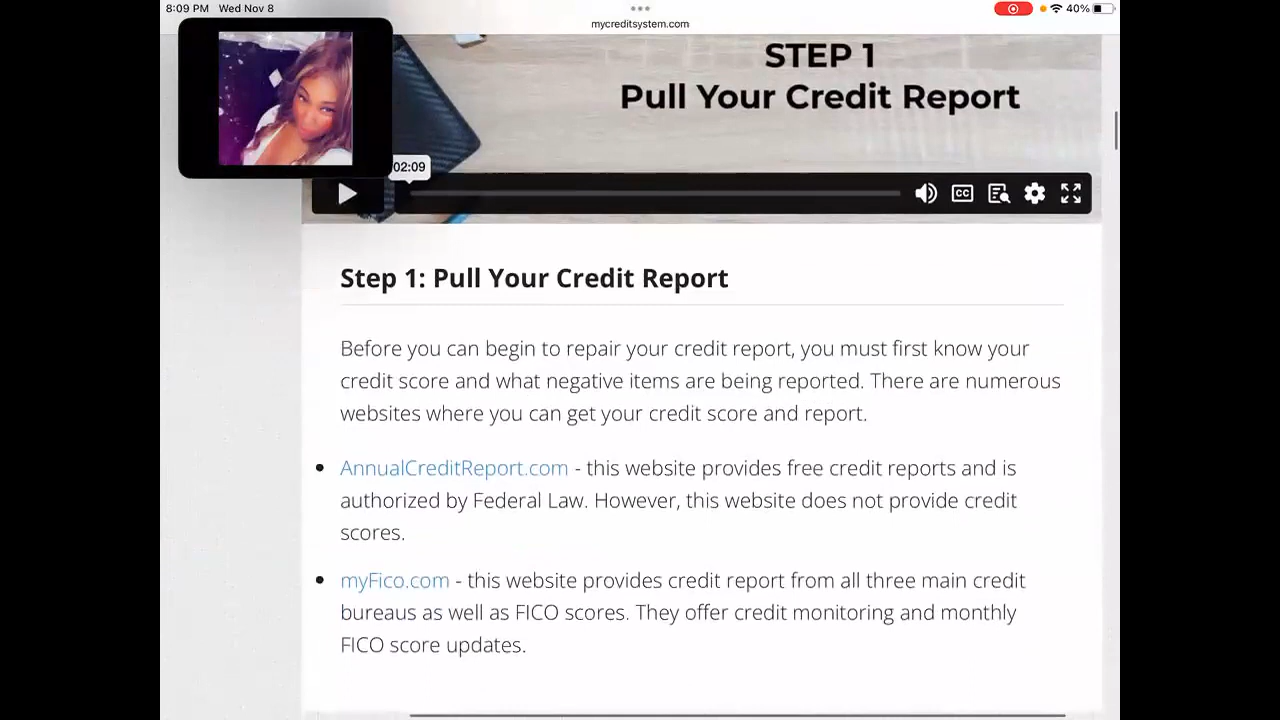 8:09 PM Wed Nov 8
40%
mycreditsystem.com
STEP 1
Pull Your Credit Report
02:09
CC
Step 1: Pull Your Credit Report
Before you can begin to repair your credit report, you must first know your
credit score and what negative items are being reported. There are numerous
websites where you can get your credit score and report.
AnnualCreditReport.com - this website provides free credit reports and is
authorized by Federal Law. However, this website does not provide credit
scores.
myFico.com - this website provides credit report from all three main credit
bureaus as well as FICO scores. They offer credit monitoring and monthly
FICO score updates.